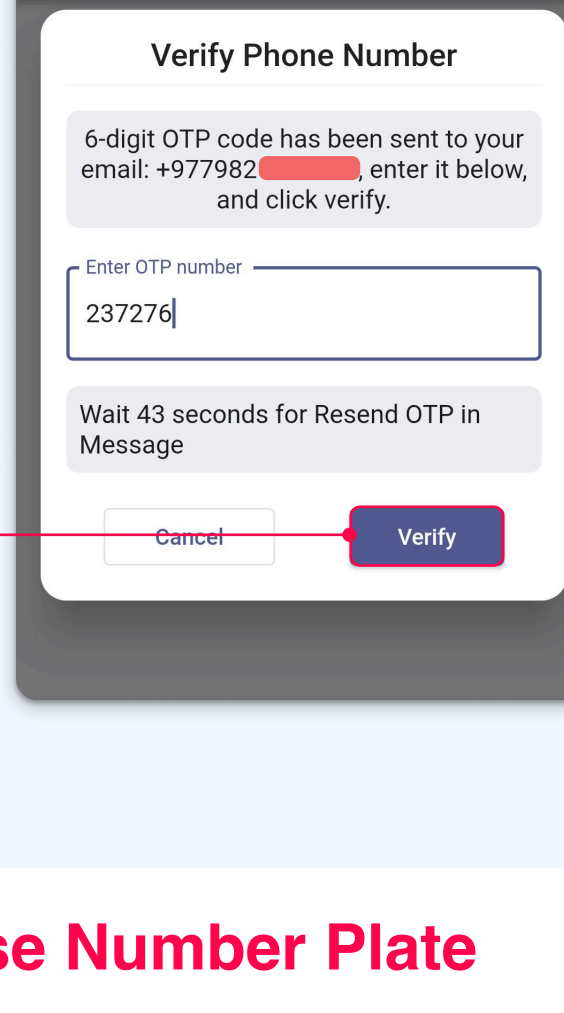 Verify Phone Number
6-digit OTP code has been sent to your
email: +977982 , enter it below,
and click verify.
Enter OTP number
237276
Wait 43 seconds for Resend OTP in
Message
Cancel
Verify
Number Plate